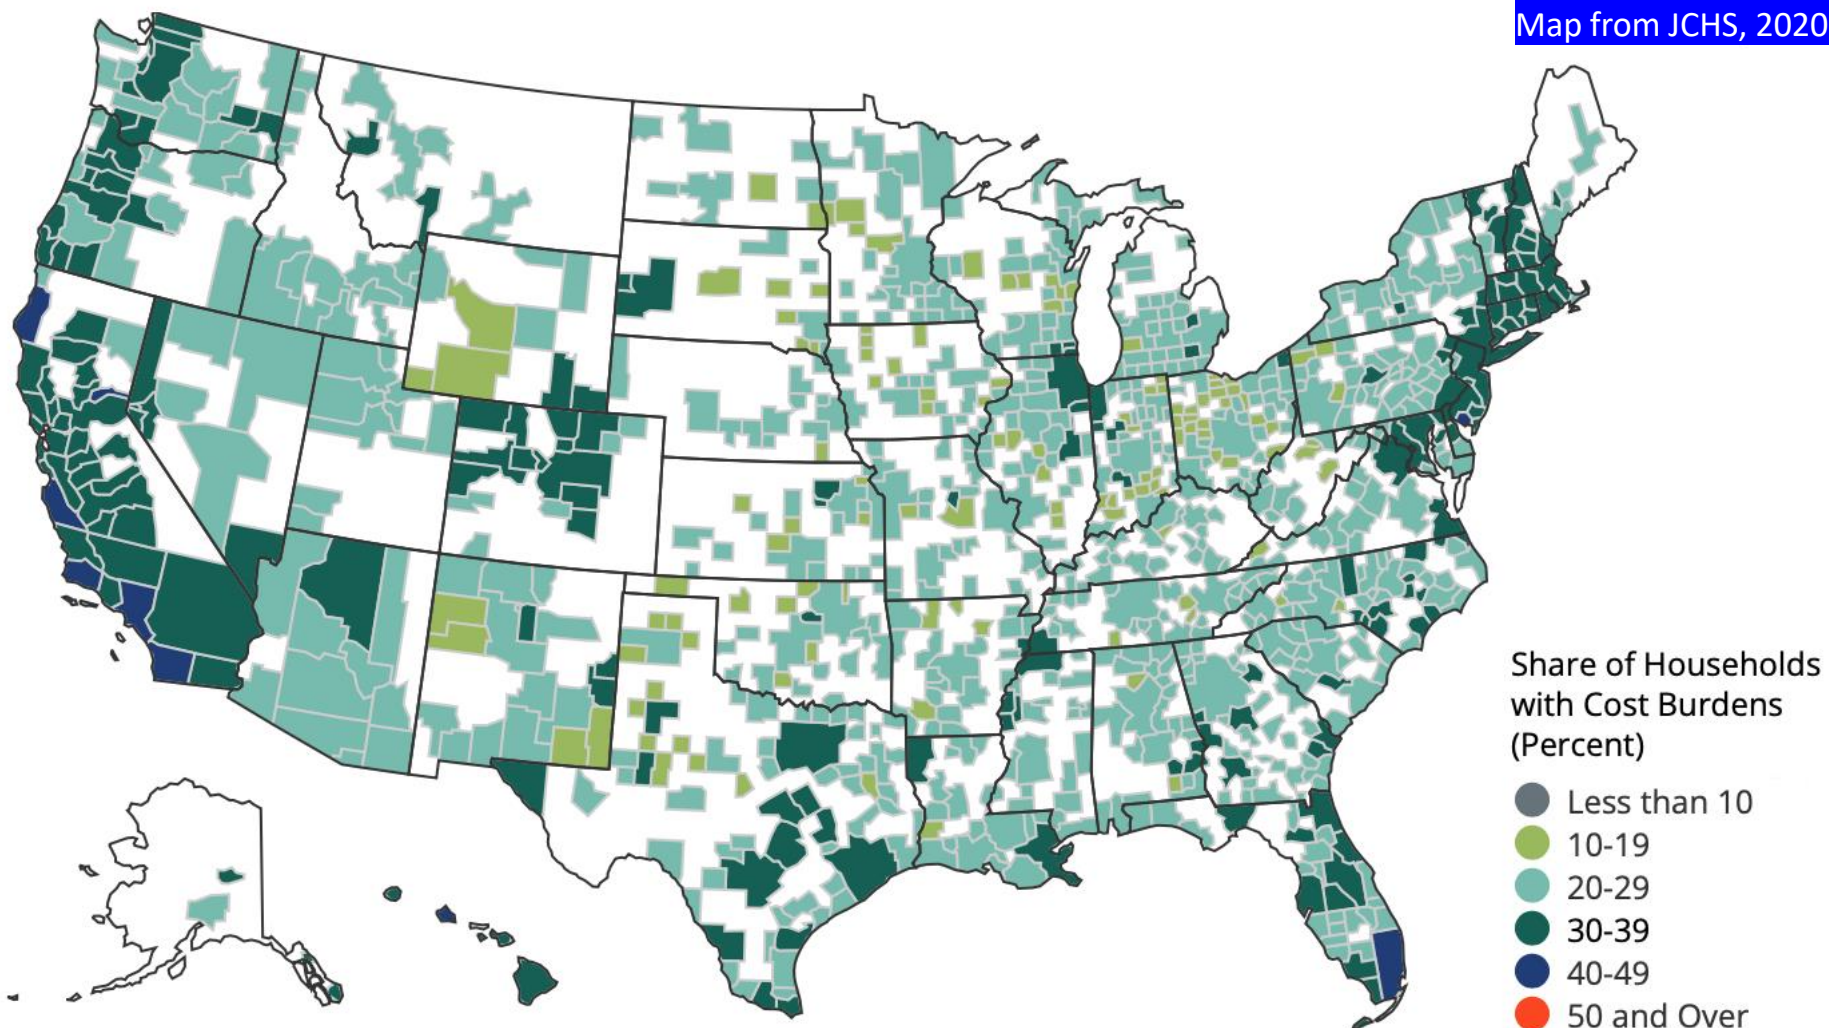 Map from JCHS, 2020
Share of Households
with Cost Burdens
(Percent)
Less than 10
10-19
20-29
30-39
40-49
50 and Over